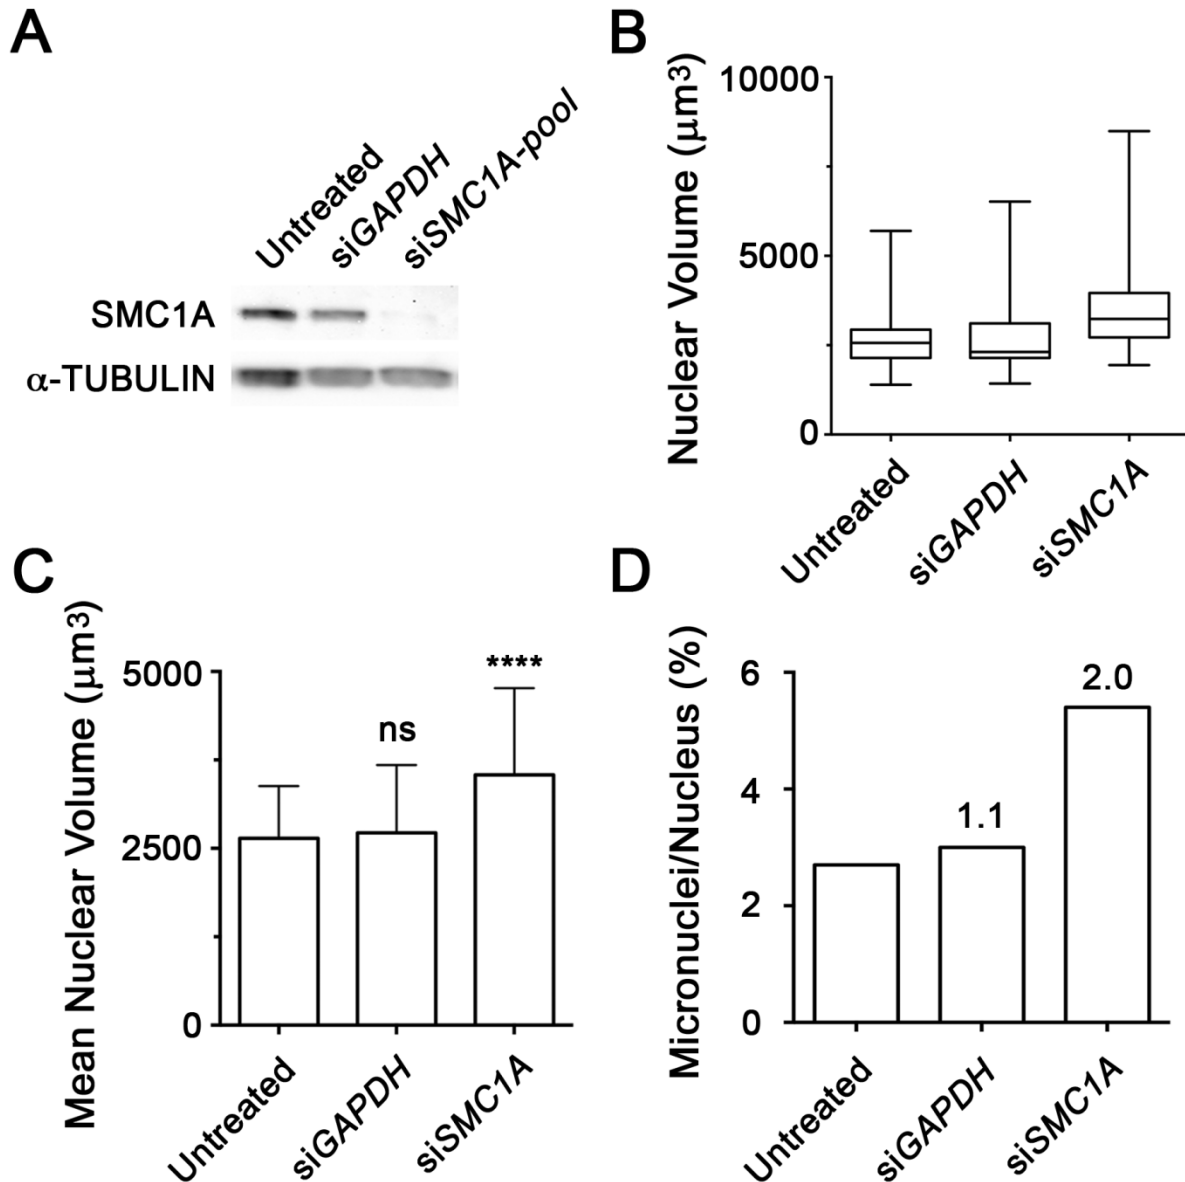 A
Untreated
siGAPDH
siSMC1A-pool
SMC1A
α-TUBULIN
B
Nuclear Volume (μm³)
10000
5000
0
Untreated
siGAPDH
siSMC1A
C
Mean Nuclear Volume (μm³)
5000
2500
0
ns
****
Untreated
siGAPDH
siSMC1A
D
Micronuclei/Nucleus (%)
6
4
2
0
1.1
2.0
Untreated
siGAPDH
siSMC1A